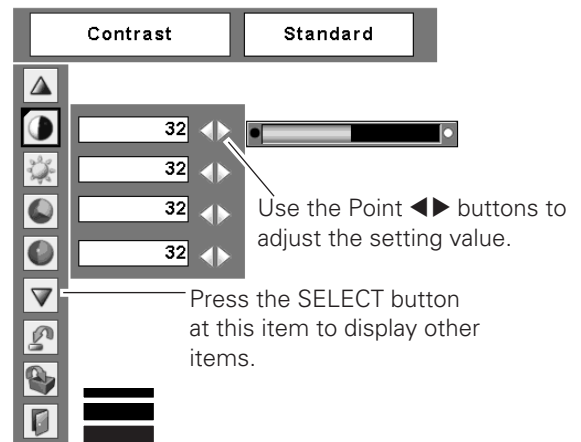 Contrast
Standard
32
32
32
32
Use the Point ◀▶ buttons to
adjust the setting value.
Press the SELECT button
at this item to display other
items.